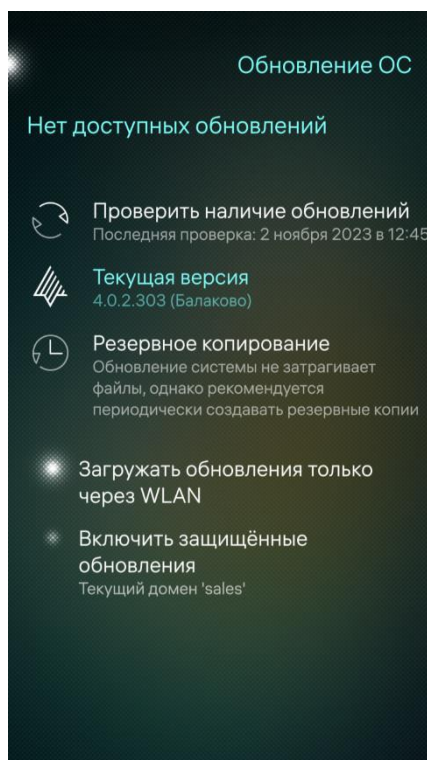 Обновление ОС
Нет доступных обновлений
Проверить наличие обновлений
Последняя проверка: 2 ноября 2023 в 12:45
Текущая версия
4.0.2.303 (Балаково)
Резервное копирование
Обновление системы не затрагивает
файлы, однако рекомендуется
периодически создавать резервные копии
Загружать обновления только
через WLAN
Включить защищённые
обновления
Текущий домен 'sales'